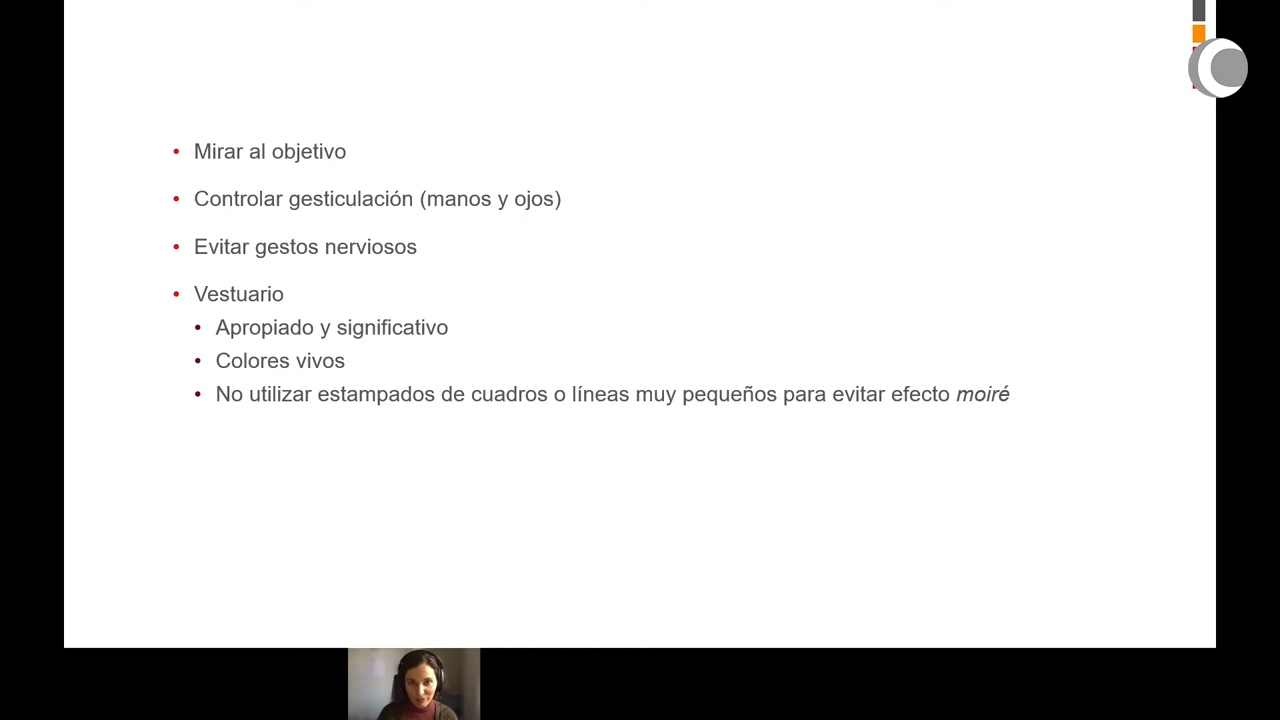 • Mirar al objetivo
• Controlar gesticulación (manos y ojos)
• Evitar gestos nerviosos
• Vestuario
• Apropiado y significativo
• Colores vivos
• No utilizar estampados de cuadros o líneas muy pequeños para evitar efecto moiré